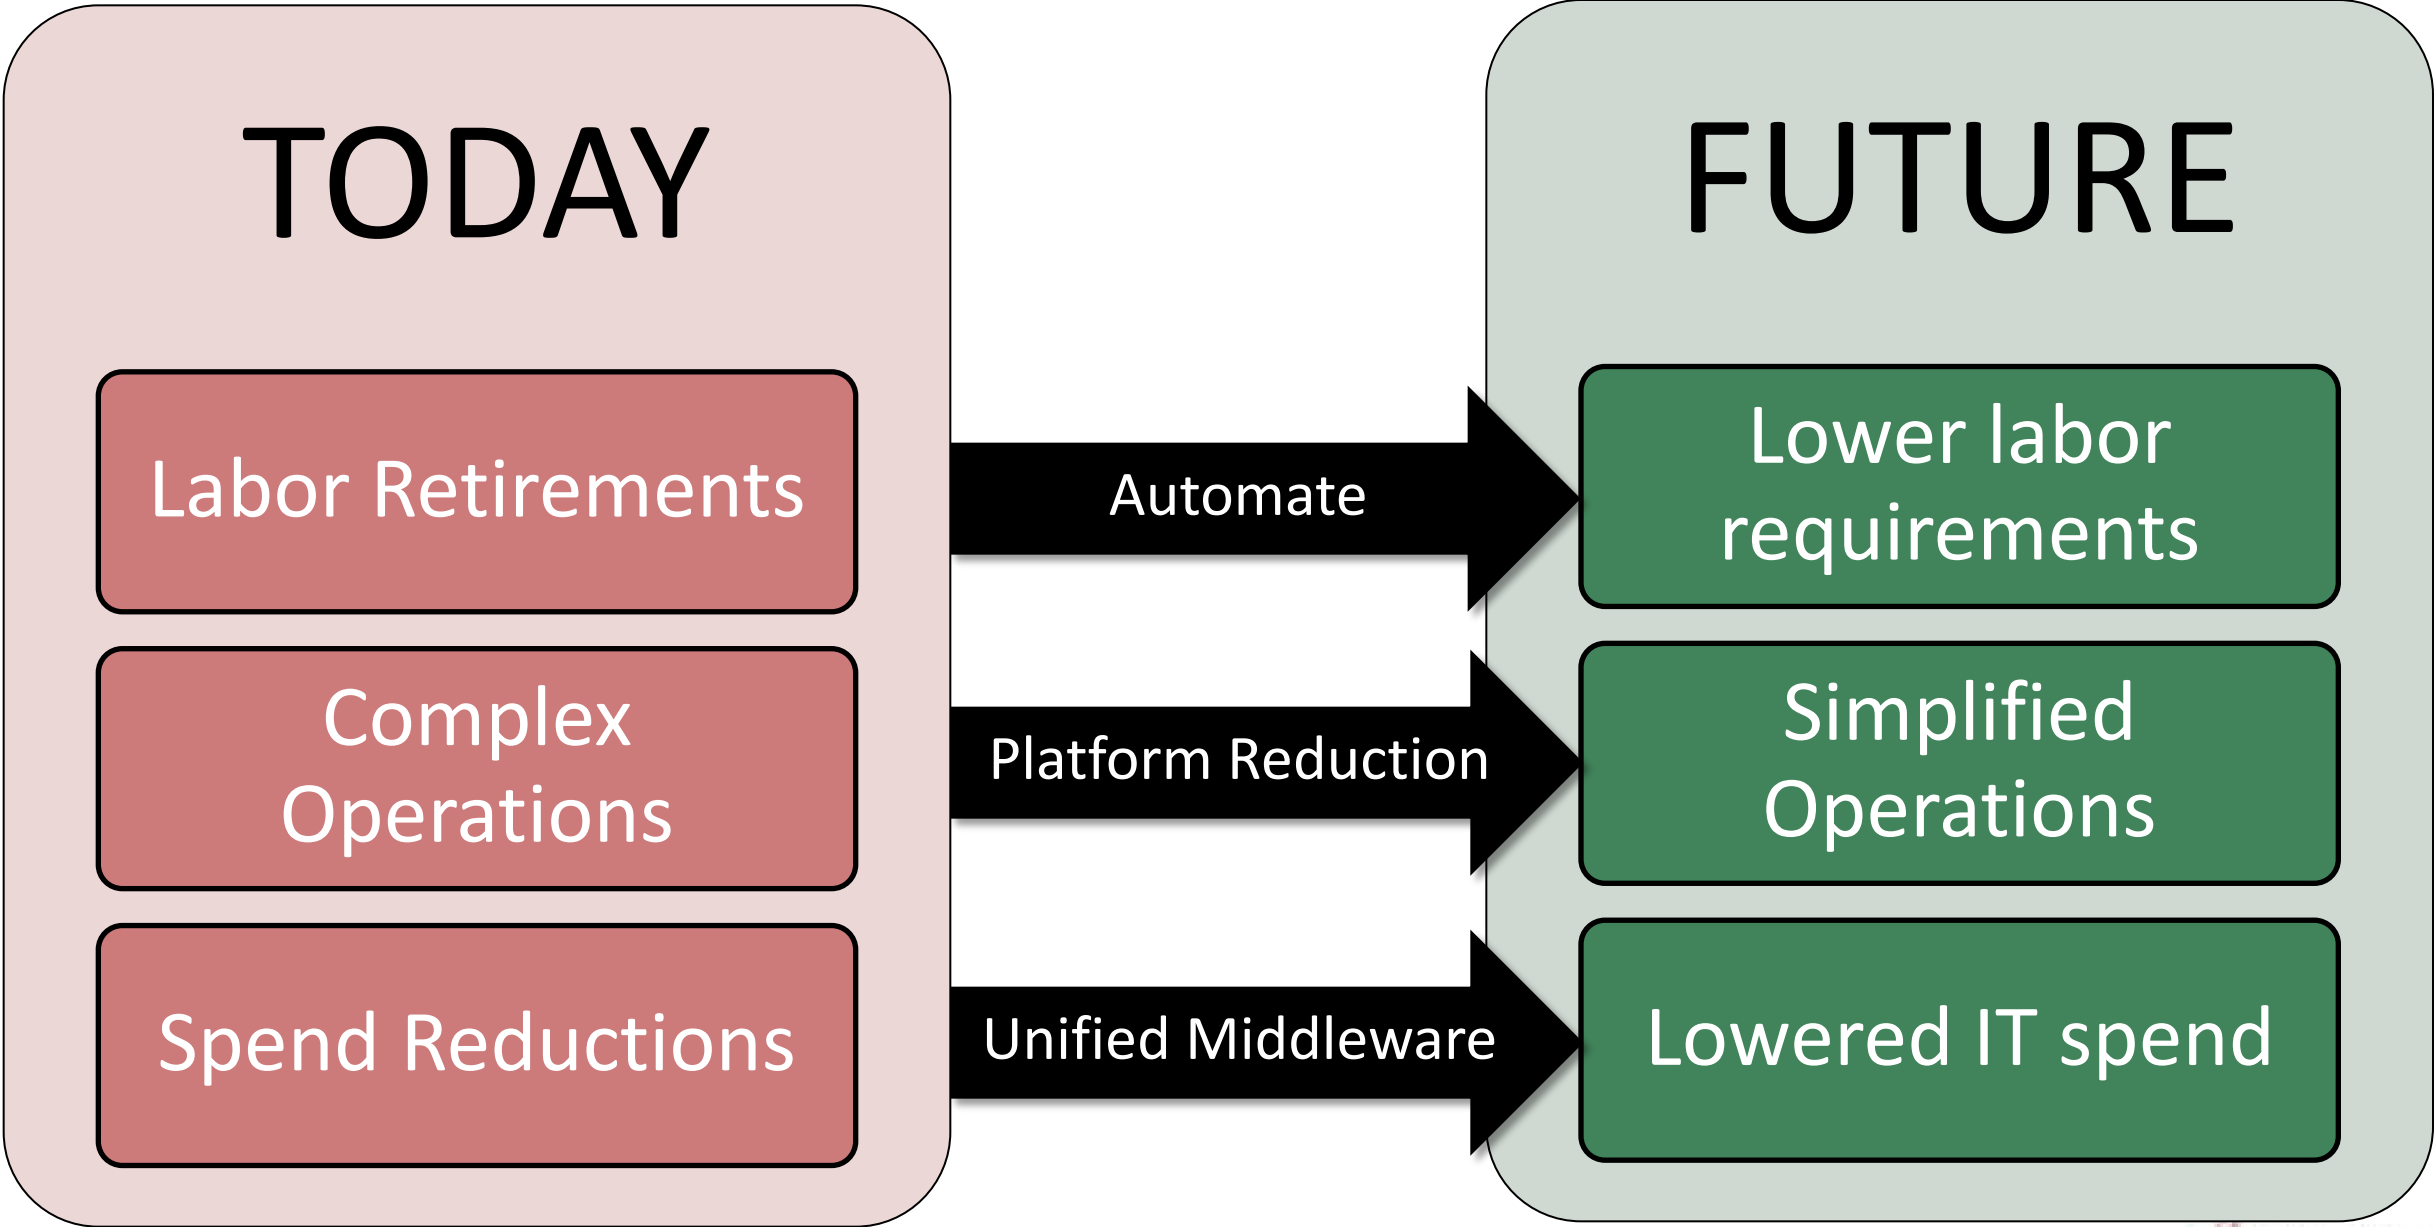 TODAY
Labor Retirements
Complex
Operations
Spend Reductions
Automate
Platform Reduction
Unified Middleware
FUTURE
Lower labor
requirements
Simplified
Operations
Lowered IT spend